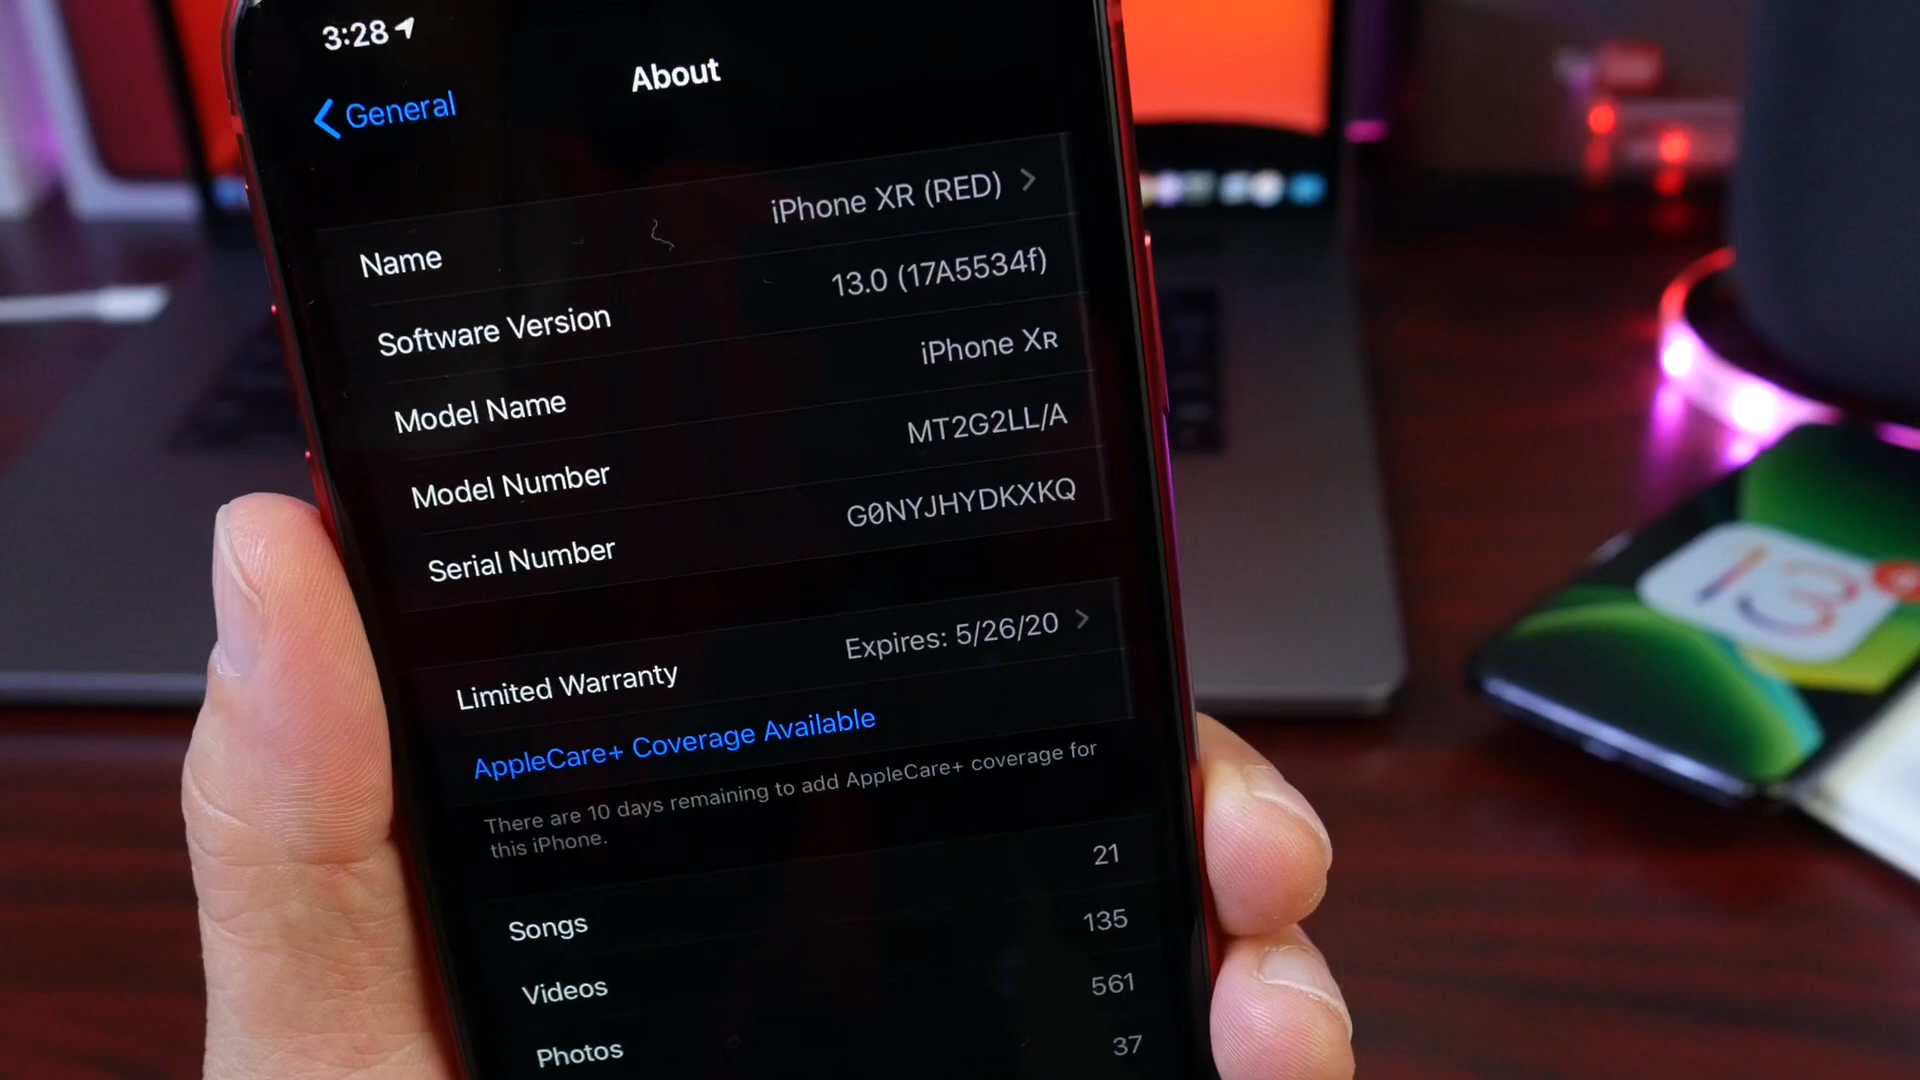 3:28
General
About
Name iPhone XR (RED)
Software Version 13.0 (17A5534f)
Model Name iPhone XR
Model Number MT2G2LL/A
Serial Number G0NYJHYDKXKQ
Limited Warranty Expires: 5/26/20
AppleCare+ Coverage Available
There are 10 days remaining to add AppleCare+ coverage for
this iPhone.
Songs 21
Videos 135
Photos 561
37
13